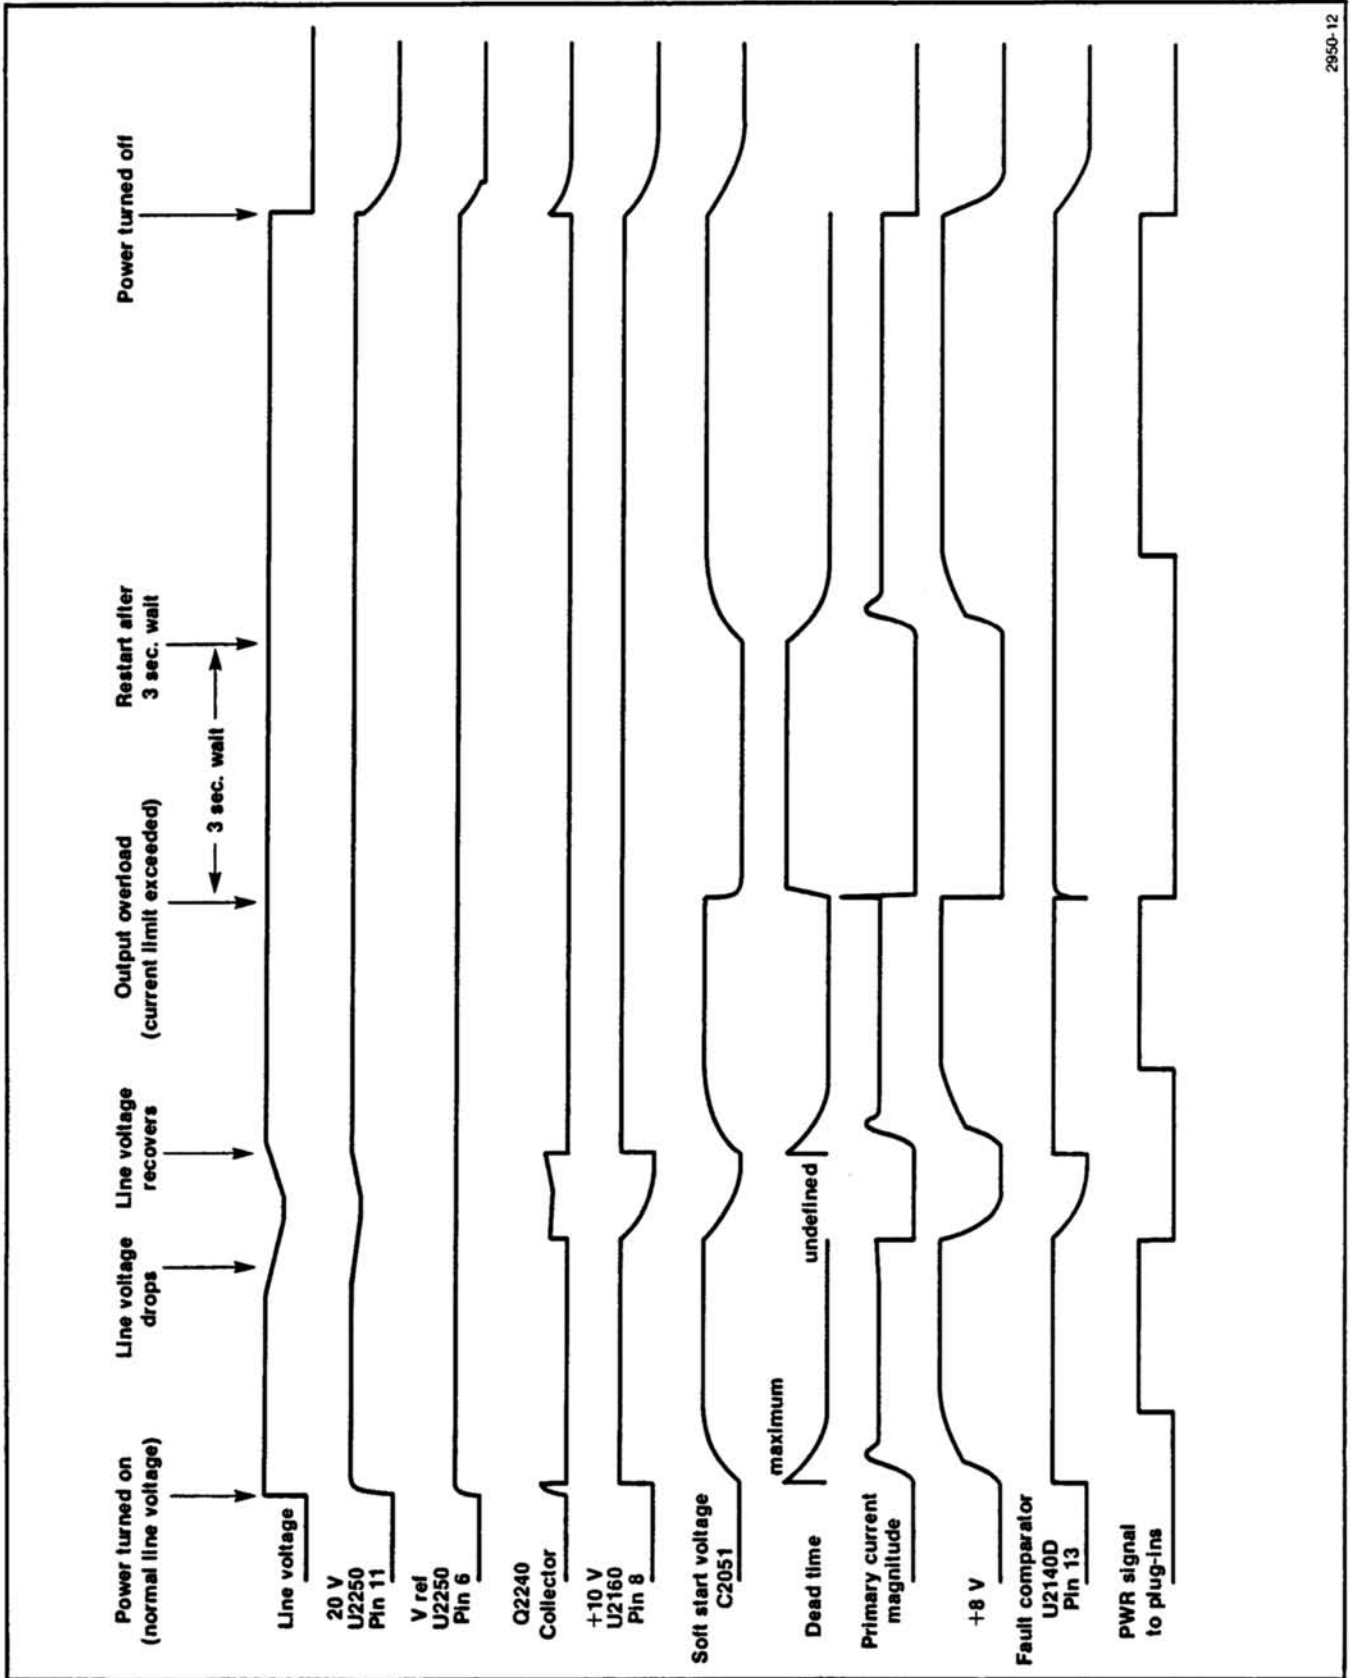 Power turned on
(normal line voltage)
Line voltage
drops
Line voltage
recovers
Output overload
(current limit exceeded)
3 sec. wait
Restart after
3 sec. wait
Power turned off
Line voltage
20 V
U2250
Pin 11
V ref
U2250
Pin 6
Q2240
Collector
+10 V
U2160
Pin 8
Soft start voltage
C2051
Dead time
maximum
undefined
Primary current
magnitude
+8 V
Fault comparator
U2140D
Pin 13
PWR signal
to plug-ins
2950-12